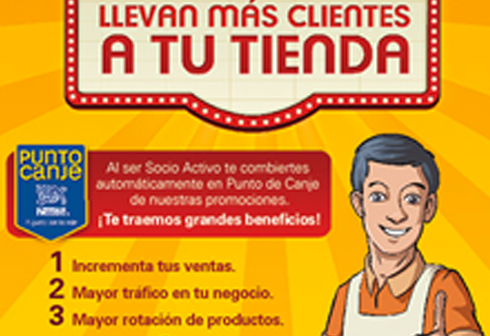 LLEVAN MÁS CLIENTES
A TU TIENDA
PUNTO
Canje
Nestlé
Al ser Socio Activo te combiertes
automáticamente en Punto de Canje
de nuestras promociones.
¡Te traemos grandes beneficios!
1 Incrementa tus ventas.
2 Mayor tráfico en tu negocio.
3 Mayor rotación de productos.